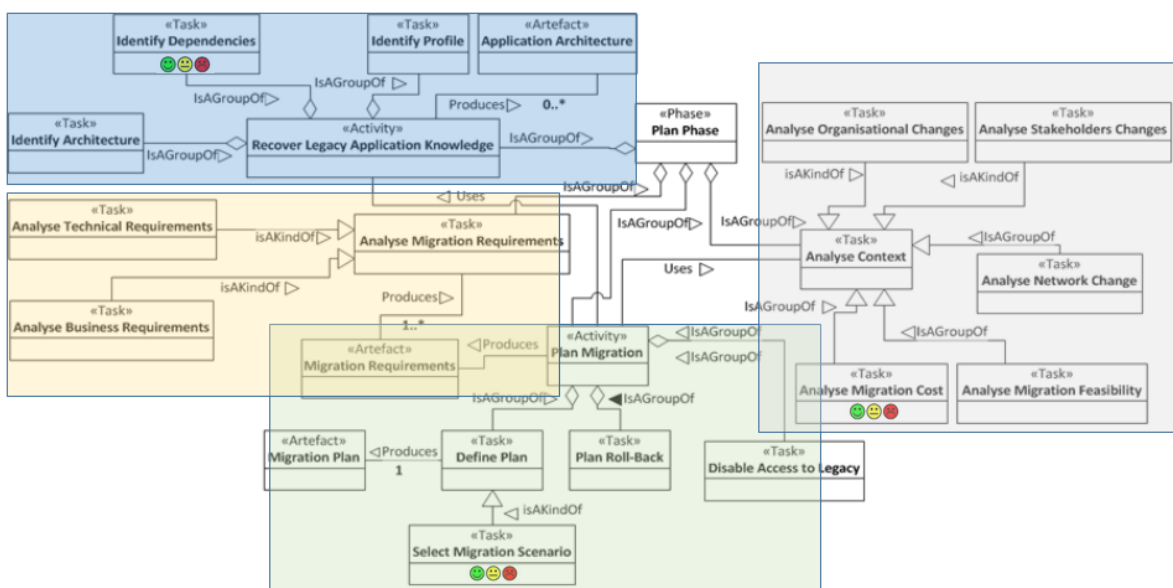 «Task»
Identify Dependencies
«Task»
Identify Profile
«Artefact»
Application Architecture
IsAGroupOf
IsAGroupOf
Produces
0..*
«Task»
Identify Architecture
IsAGroupOf
«Activity»
Recover Legacy Application Knowledge
IsAGroupOf
«Phase»
Plan Phase
«Task»
Analyse Organisational Changes
«Task»
Analyse Stakeholders Changes
isAKindOf
isAKindOf
Uses
IsAGroupOf
IsAGroupOf
IsAGroupOf
«Task»
Analyse Technical Requirements
isAKindOf
«Task»
Analyse Migration Requirements
«Task»
Analyse Context
IsAGroupOf
Uses
«Task»
Analyse Network Change
isAKindOf
Produces
«Task»
Analyse Business Requirements
1..*
IsAGroupOf
«Activity»
Plan Migration
IsAGroupOf
IsAGroupOf
IsAGroupOf
«Artefact»
Migration Requirements
Produces
«Task»
Analyse Migration Cost
«Task»
Analyse Migration Feasibility
IsAGroupOf
IsAGroupOf
«Artefact»
Migration Plan
Produces
1
«Task»
Define Plan
«Task»
Plan Roll-Back
«Task»
Disable Access to Legacy
isAKindOf
«Task»
Select Migration Scenario